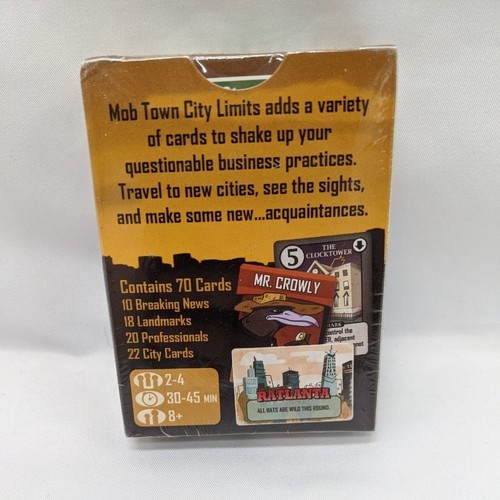 Mob Town City Limits adds a variety
of cards to shake up your
questionable business practices.
Travel to new cities, see the sights,
and make some new...acquaintances.
Contains 70 Cards
10 Breaking News
18 Landmarks
20 Professionals
22 City Cards
2-4
30-45 MIN
8+
5
THE
CLOCKTOWER
MR. CROWLY
control the
adjacent
RATLANTA
ALL RATS ARE WILD THIS ROUND.